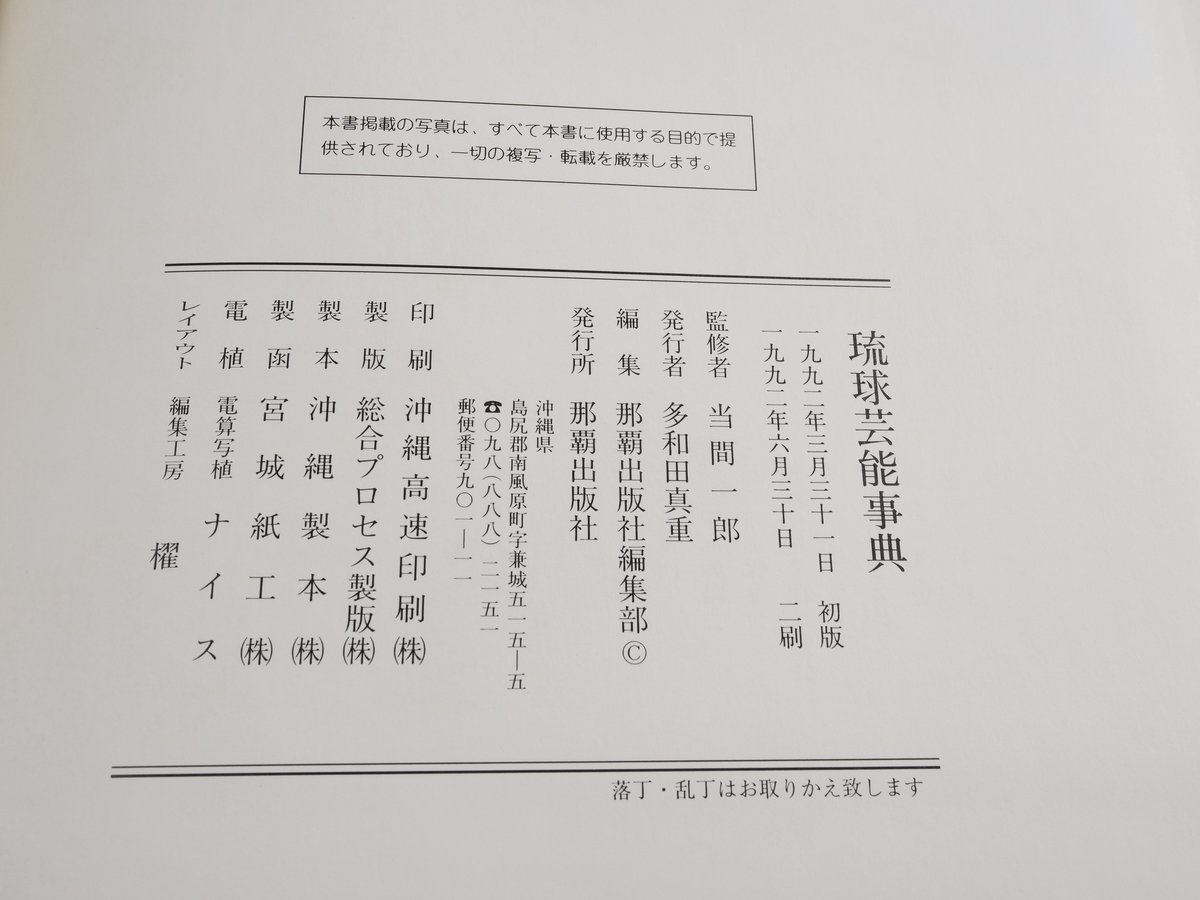 本書掲載の写真は、すべて本書に使用する目的で提
供されており、一切の複写・転載を厳禁します。
琉球芸能事典
一九九二年三月三十一日 初版
一九九二年六月三十日 二刷
監修者 当間一郎
発行者 多和田真重
編集 那覇出版社編集部©
発行所 那覇出版社
沖縄県
島尻郡南風原町字兼城五一五―五
☎〇九八(八八八)二二五一
郵便番号九〇一―一一
印刷 沖縄高速印刷㈱
製版 総合プロセス製版㈱
製本 沖縄製本㈱
製函 宮城紙工㈱
電植 電算写植 ナイス
レイアウト 編集工房 櫂
落丁・乱丁はお取りかえ致します